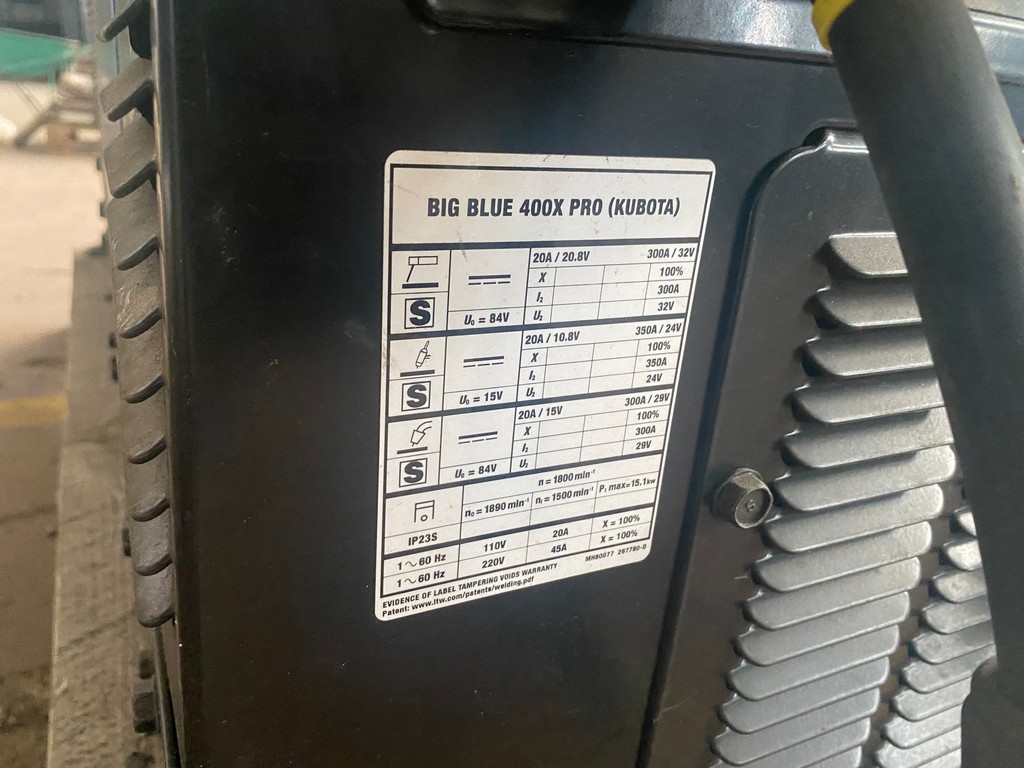 BIG BLUE 400X PRO (KUBOTA)
20A / 20.8V 300A / 32V
X 100%
I₂ 300A
S U₀ = 84V U₂ 32V
20A / 10.8V 350A / 24V
X 100%
I₂ 350A
S U₀ = 15V U₂ 24V
20A / 15V 300A / 29V
X 100%
I₂ 300A
S U₀ = 84V U₂ 29V
n = 1800 min⁻¹
n₀ = 1890 min⁻¹ n₁ = 1500 min⁻¹ P₁ max = 15.1kw
IP23S
1 ~ 60 Hz 110V 20A X = 100%
1 ~ 60 Hz 220V 45A X = 100%
MH80077 267780-B
EVIDENCE OF LABEL TAMPERING VOIDS WARRANTY
Patent: www.itw.com/patents/welding.pdf